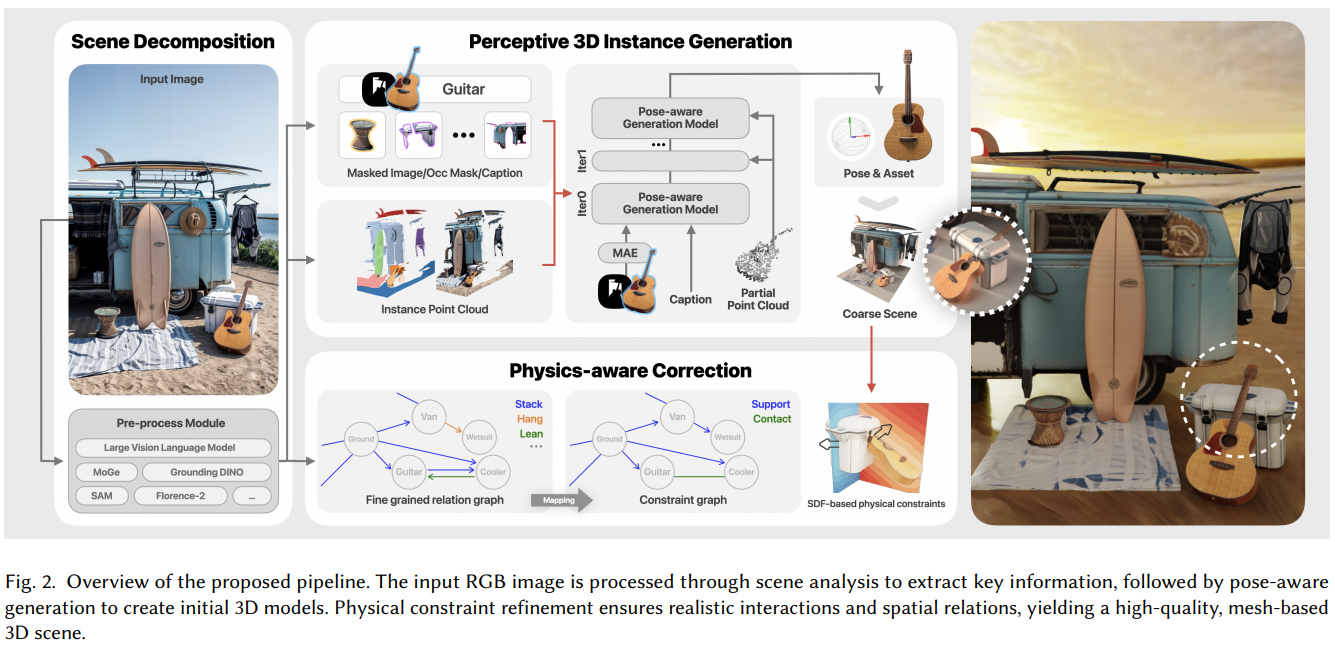 Scene Decomposition
Input Image
Pre-process Module
Large Vision Language Model
MoGe
Grounding DINO
SAM
Florence-2
...
Perceptive 3D Instance Generation
Guitar
Masked Image/Occ Mask/Caption
Instance Point Cloud
Pose-aware
Generation Model
...
Iter1
Pose-aware
Generation Model
Iter0
MAE
Caption
Partial
Point Cloud
Pose & Asset
Coarse Scene
Physics-aware Correction
Stack
Hang
Lean
...
Van
Ground
Wetsuit
Guitar
Cooler
Fine grained relation graph
Mapping
Support
Contact
Van
Ground
Wetsuit
Guitar
Cooler
Constraint graph
SDF-based physical constraints
Fig. 2. Overview of the proposed pipeline. The input RGB image is processed through scene analysis to extract key information, followed by pose-aware
generation to create initial 3D models. Physical constraint refinement ensures realistic interactions and spatial relations, yielding a high-quality, mesh-based
3D scene.